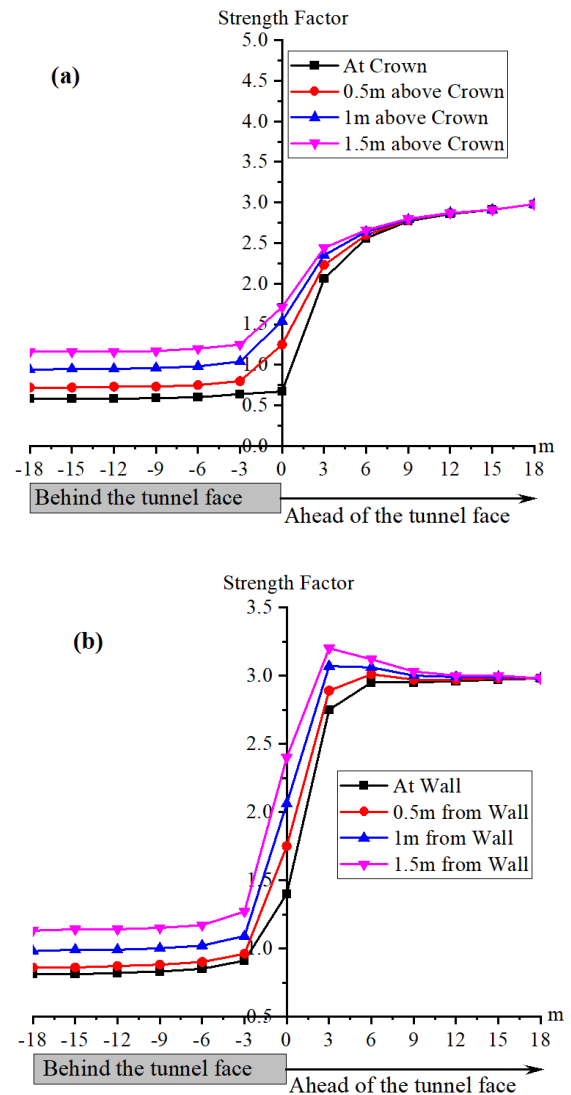 Strength Factor
(a)
5.0
4.5
4.0
3.5
3.0
2.5
2.0
1.5
1.0
0.5
0.0
At Crown
0.5m above Crown
1m above Crown
1.5m above Crown
m
-18 -15 -12 -9 -6 -3 0 3 6 9 12 15 18
Behind the tunnel face
Ahead of the tunnel face
Strength Factor
(b)
3.5
3.0
2.5
2.0
1.5
1.0
0.5
At Wall
0.5m from Wall
1m from Wall
1.5m from Wall
m
-18 -15 -12 -9 -6 -3 0 3 6 9 12 15 18
Behind the tunnel face
Ahead of the tunnel face